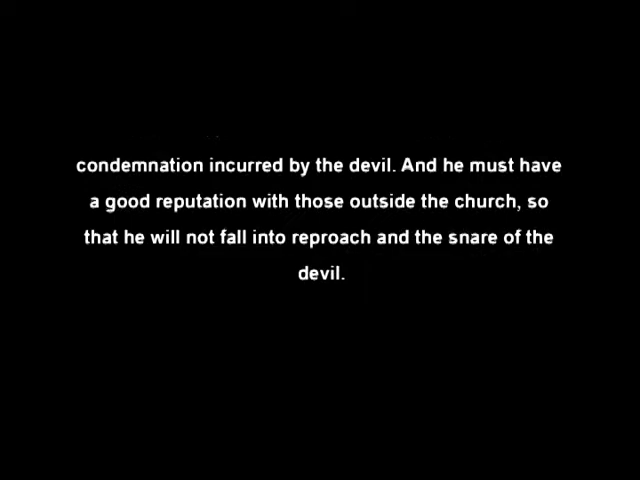 condemnation incurred by the devil. And he must have
a good reputation with those outside the church, so
that he will not fall into reproach and the snare of the
devil.